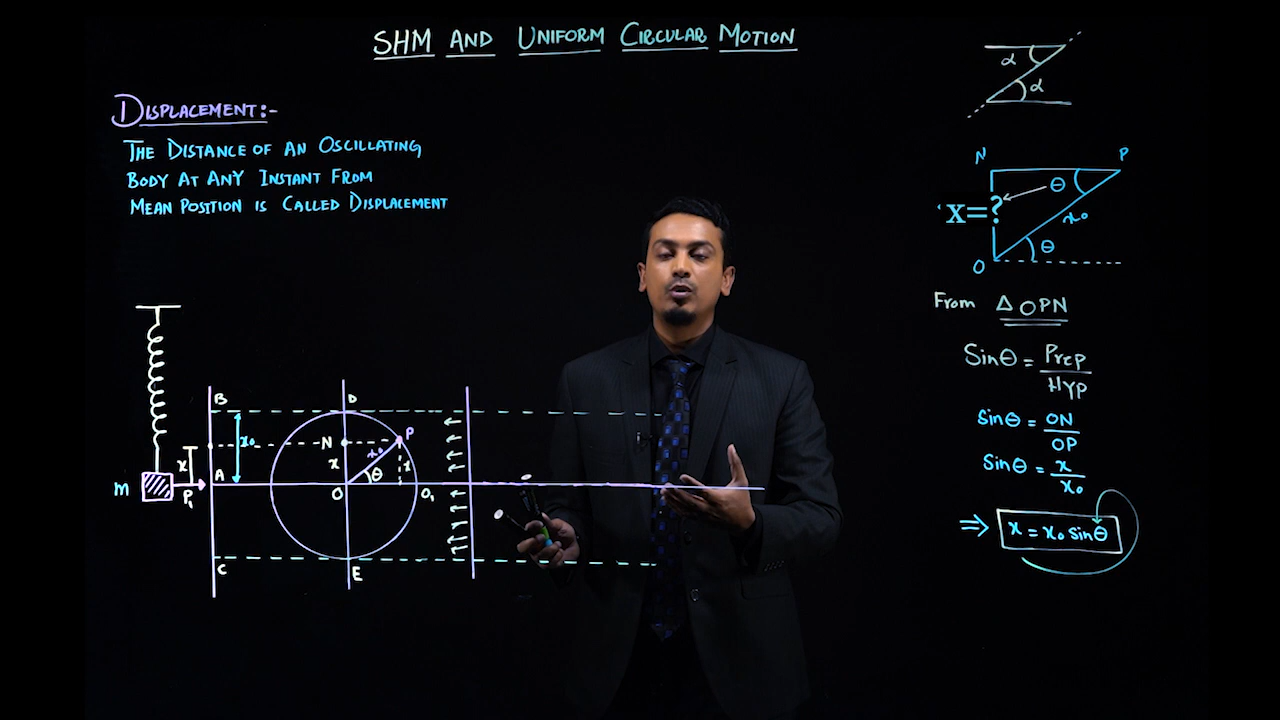 SHM AND UNIFORM CIRCULAR MOTION
DISPLACEMENT:-
THE DISTANCE OF AN OSCILLATING
BODY AT ANY INSTANT FROM
MEAN POSITION IS CALLED DISPLACEMENT
α
α
N P
θ
x=?
x₀
θ
O
From Δ OPN
Sinθ = Prep/Hyp
Sinθ = ON/OP
Sinθ = x/x₀
⇒ x = x₀ sinθ
B D
x₀ N P
x₀
x x x
θ
m P₁ A O O₁
C E